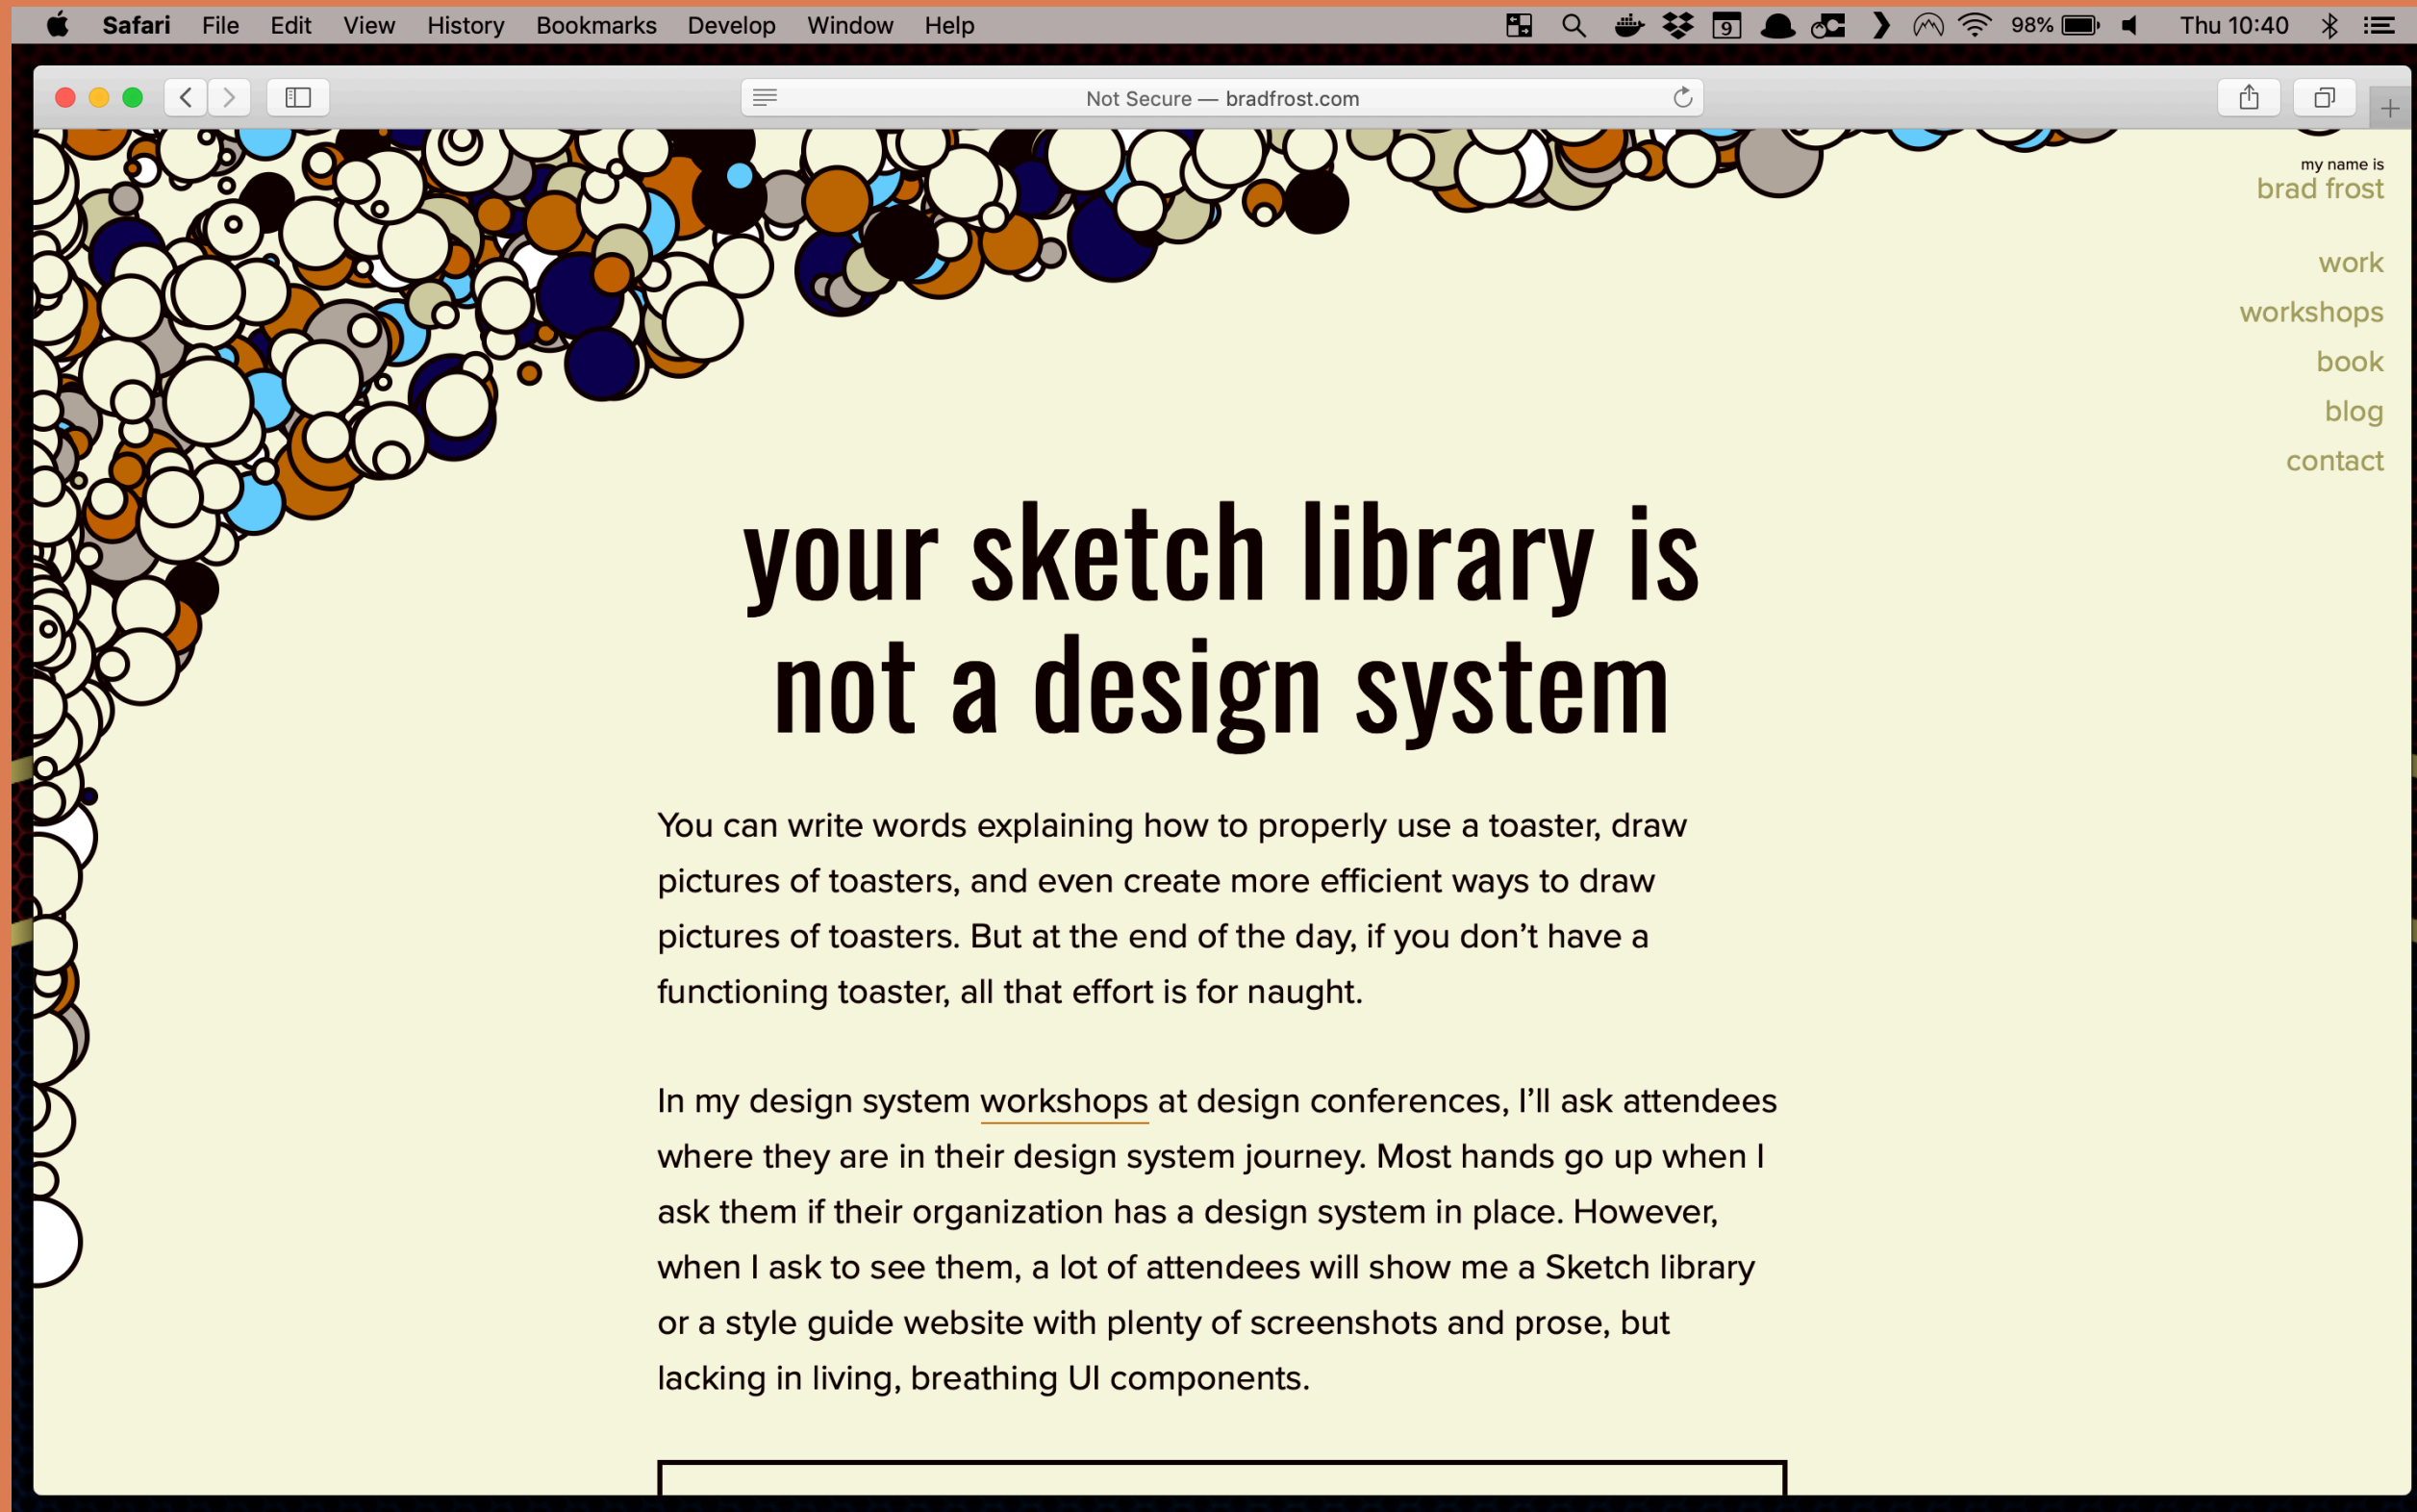 Safari File Edit View History Bookmarks Develop Window Help 9 98% Thu 10:40
Not Secure — bradfrost.com
my name is
brad frost
work
workshops
book
blog
contact
your sketch library is
not a design system
You can write words explaining how to properly use a toaster, draw
pictures of toasters, and even create more efficient ways to draw
pictures of toasters. But at the end of the day, if you don’t have a
functioning toaster, all that effort is for naught.
In my design system workshops at design conferences, I’ll ask attendees
where they are in their design system journey. Most hands go up when I
ask them if their organization has a design system in place. However,
when I ask to see them, a lot of attendees will show me a Sketch library
or a style guide website with plenty of screenshots and prose, but
lacking in living, breathing UI components.